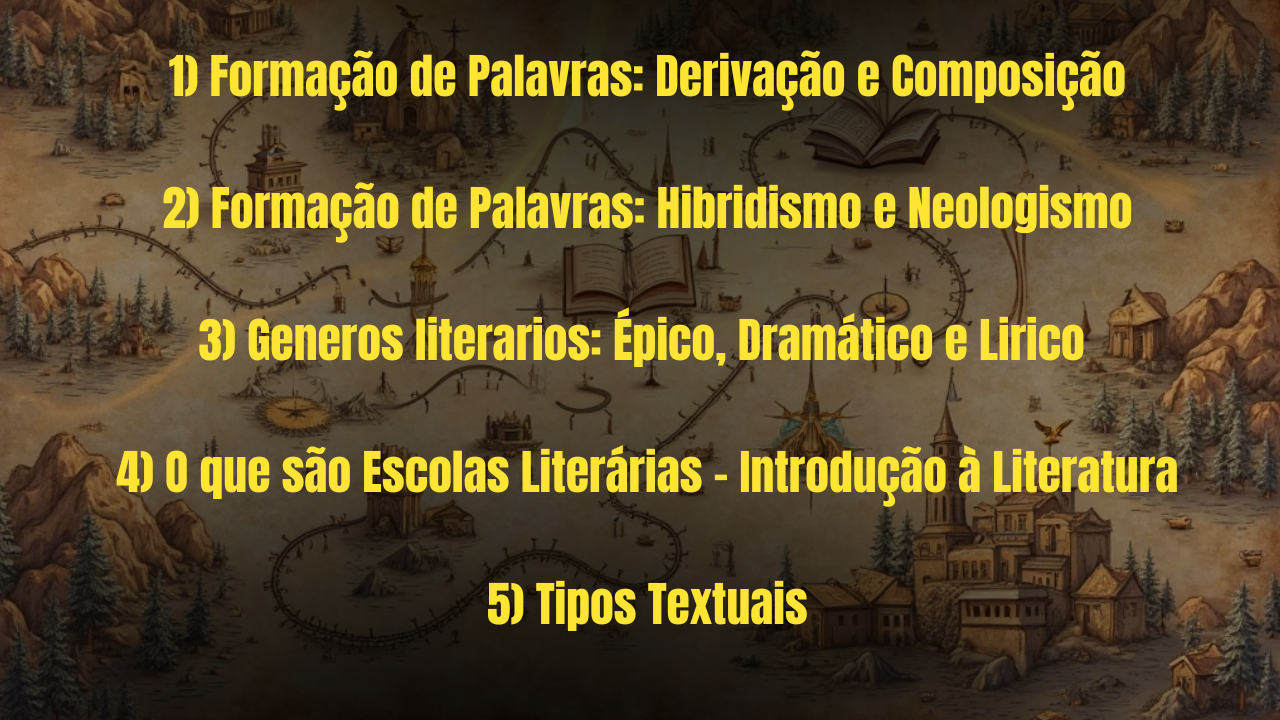 1) Formação de Palavras: Derivação e Composição
2) Formação de Palavras: Hibridismo e Neologismo
3) Generos literarios: Épico, Dramático e Lirico
4) O que são Escolas Literárias - Introdução à Literatura
5) Tipos Textuais